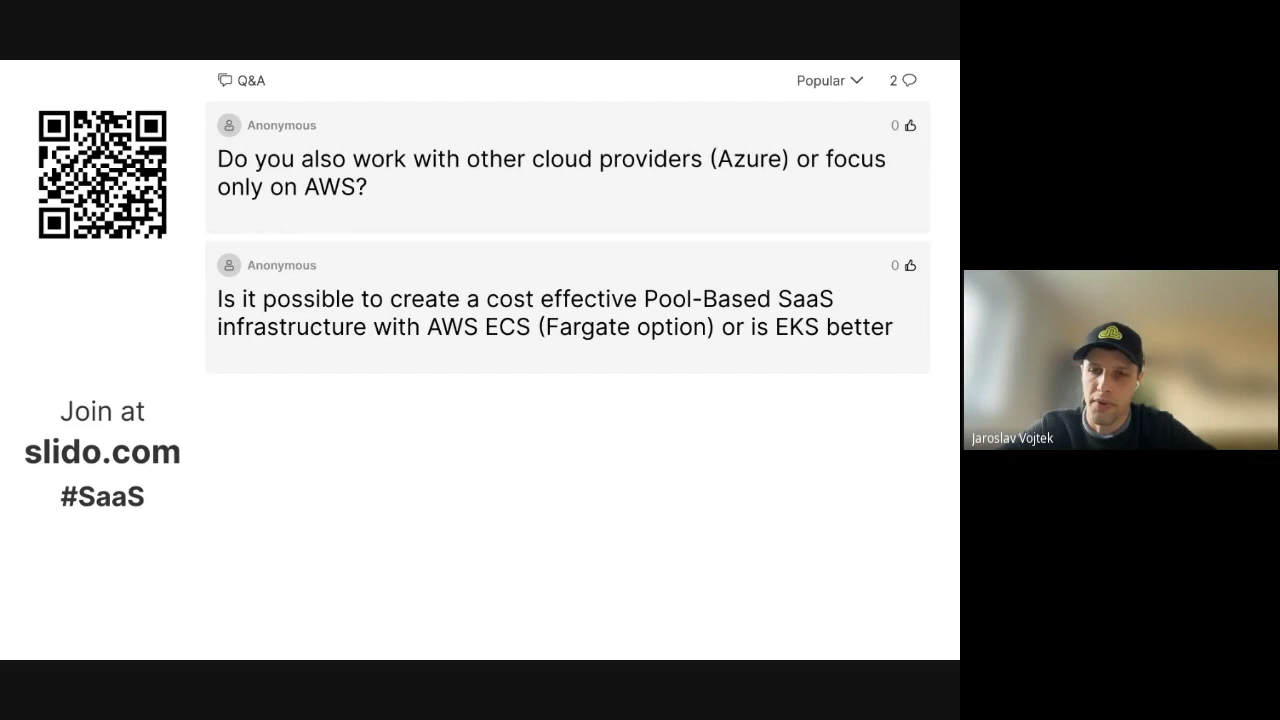 Q&A
Popular
2
Anonymous
0
Do you also work with other cloud providers (Azure) or focus
only on AWS?
Anonymous
0
Is it possible to create a cost effective Pool-Based SaaS
infrastructure with AWS ECS (Fargate option) or is EKS better
Join at
slido.com
#SaaS
Jaroslav Vojtek